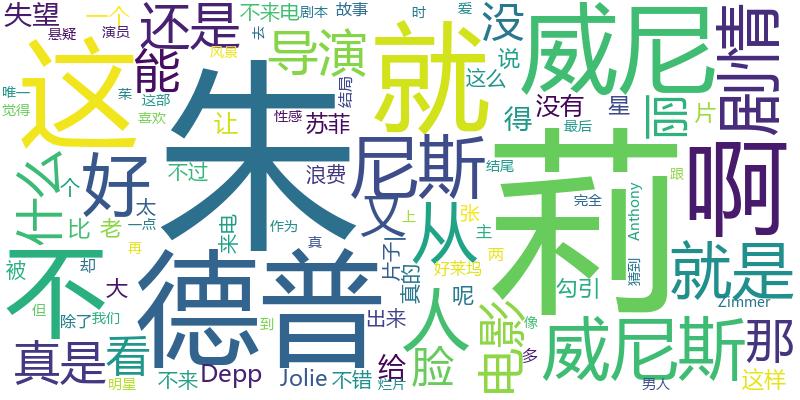 失望
悬疑
演员
一个
还是
不来电
剧本
故事
时
爱
没
威尼
剧情
这
能
风景
去
导演
就
这么
说
丽
唯一
觉得
茱
这部
喜欢
朱
让
性感
苏菲
结局
得
没有
星
片
最后
莉
啊
什么
个
好
不过
浪费
尼斯
又
从
结尾
跟
太
一点
比
老
来电
作为
片子
上
张
主
两
完全
Anthony
猜到
不
被
却
再
真
真的
好莱坞
呢
勾引
就是
但
除了
我们
大
德普
到
出来
人
电影
像
威尼斯
Zimmer
那
真是
看
明星
不来
Depp
Jolie
不错
给
烂片
脸
多
男人
这样